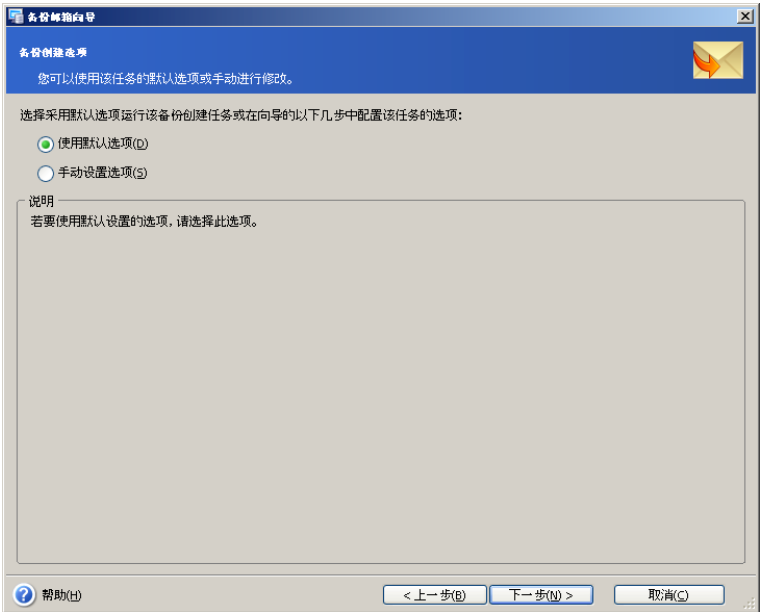 备份邮箱向导
备份创建选项
您可以使用该任务的默认选项或手动进行修改。
选择采用默认选项运行该备份创建任务或在向导的以下几步中配置该任务的选项:
使用默认选项(D)
手动设置选项(S)
说明
若要使用默认设置的选项, 请选择此选项。
帮助(H)
< 上一步(B)
下一步(N) >
取消(C)